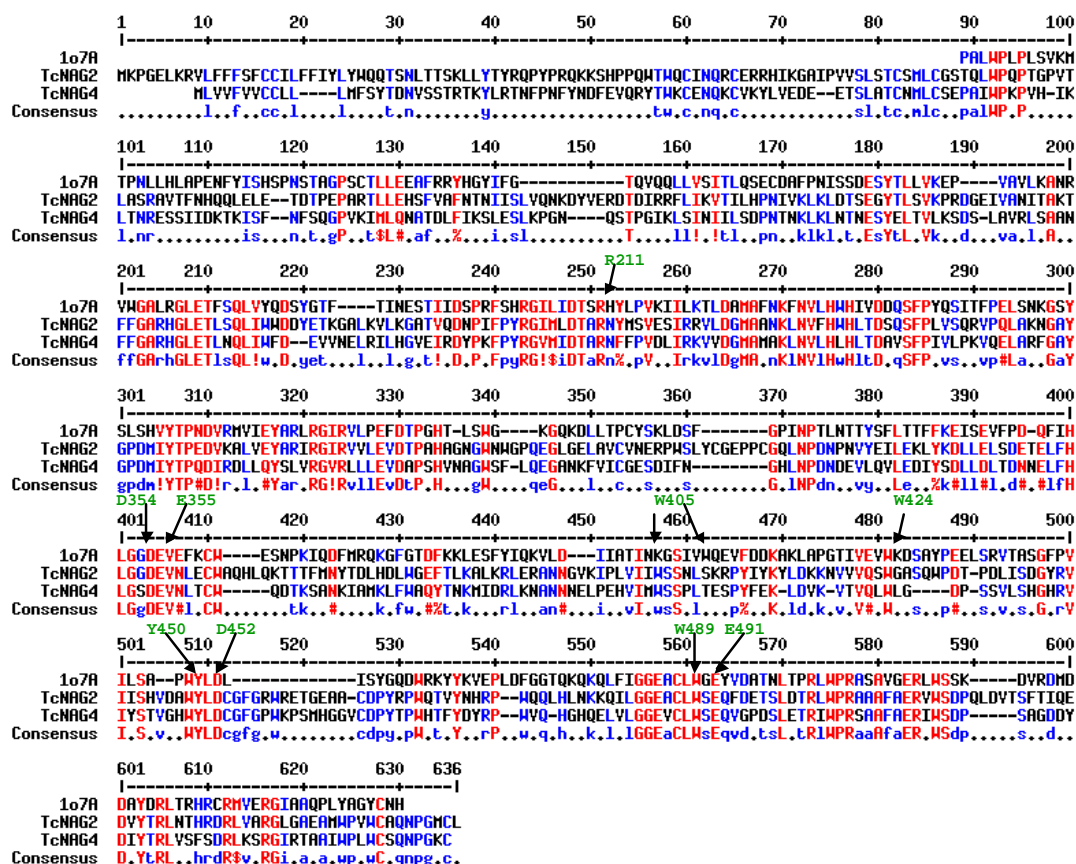 1 10 20 30 40 50 60 70 80 90 100
|--------+---------+---------+---------+---------+---------+---------+---------+---------+---------|
1o7A PALWPLPLSVKM
TcNAG2 MKPGELKRVLFFFSFCCILFFIYLYWQQTSNLTTSKLLYTYRQPYPRQKKSHPPQWTWQCINQRCERRHIKGAIPVVSLSTCSMLCGSTQLWPQPTGPVT
TcNAG4 MLVVFVVCCLL----LMFSYTDNVSSTRTKYLRTNFPNFYNDFEVQRYTWKCENQKCVKYLVEDE--ETSLATCNMLCSEPAIWPKPVH-IK
Consensus .........l..f..cc.l....l....t.n.......y.................tw.c.nq.c............sl.tc.mlc..palWP.P.....
101 110 120 130 140 150 160 170 180 190 200
|--------+---------+---------+---------+---------+---------+---------+---------+---------+---------|
1o7A TPNLLHLAPENFYISHSPNSTAGPSCTLLEEAFRRYHGYIFG-----------TQVQQLLVSITLQSECDAFPNISSDESYTLLVKEP-----VAVLKANR
TcNAG2 LASRAVTFNHQQLELE--TDTPEPARTLLEHSFVAFNTNIISLVQNKDYVERDTDIRRFLIKVTILHPNIVKLKLDTSEGYTLSVKPRDGEIVANITAKT
TcNAG4 LTNRESSIIDKTKISF--NFSQGPVKIMLQNATDLFIKSLESLKPGN---QSTPGIKLSINIILSDPNTNKLKLNTNESYELTVLKSDS-LAVRLSAAN
Consensus l.nr......is...n.t.gP..t$L#.af..%...i.sl..........T...ll!.!tl..pn..klkl.t.EsYtL.Vk..d...va.l.A..
R211
201 210 220 230 240 250 260 270 280 290 300
|--------+---------+---------+---------+---------+---------+---------+---------+---------+---------|
1o7A VWGALRGLETFSQLVYQDSYGTF----TINESTIIDSPRFSHRGILIDTSRHYLPVKIILKTLDAMAFNKFNVLHWHIVDDQSFPYQSITFPELSNKGSY
TcNAG2 FFGARHGLETLSQLIWWDDYETKGALKVLKGATVQDNPIFPYRGIMLDTARNYMSVESIRRVLDGMAANKLNVFHWHLTDSQSFPLVSQRVPQLAKNGAY
TcNAG4 YFGARHGLETLNQLIWFD-EVVNELRILHGVEIRDYPKFPYRGVMIDTARNFFPVDLIRKVVDGMAMAKLNVLHLHLTDAVSFPIVLPKVQELARFGAY
Consensus ffGArhGLETlsQL!w.D.yet...l.l.g.t!.D.P.FpyRG!$iDTaRn%.pV..IrkvlDgMA.nKlNVlHwHltD.qSFP.vs..vp#La..GaY
301 310 320 330 340 350 360 370 380 390 400
|--------+---------+---------+---------+---------+---------+---------+---------+---------+---------|
1o7A SLSHVYTPNDVRMVIEYARLRGIRVLPEFDTPGHT-LSWG----KGQKDLLTPCYSKLDSF-------GPINPTLNTTYSFLTTFFKEISEVFPD-QFIH
TcNAG2 GPDMIYTPEDVKALVEYARIRGIRVVLEVDTPAHAGNGWNWGPQEGLGELAVCVNERPWSLYCGEPPCGQLNPDNPNVYEILEKLYKDLLELSDETELFH
TcNAG4 GPDMIYTPQDIRDLLQYSLVRGVRLLLEVDAPSHVNAGWSF-LQEGANKFVICGESDIFN-------GHLNPDNDEVLQVLEDIYSDLLDLTDNNELFH
Consensus gpdm!YTP#D!r.l.#Yar.RG!RvllEvDtP.H...gW...qeG..l..c...s..s.......G.lNPdn..vy..Le..%k#ll#l.d#.#lfH
D354 E355 W405 W424
401 410 420 430 440 450 460 470 480 490 500
|--------+---------+---------+---------+---------+---------+---------+---------+---------+---------|
1o7A LGGDEVEFKCW----ESNPKIQDFMRQKGFGTDFKKLESFYIQKVLD---IIATINKGSIVWQEVFDDKAKLAPGTIVEVWKDSAYPEELSRVTASGFPV
TcNAG2 LGGDEVNLECWAQHLQKTTTFMNYTDLHDLWGEFTLKALKRLERANNGVKIPLVIIWSSNLSKRPYIYKYLDKKNVVVQSWGASQWPDT-PDLISDGYRV
TcNAG4 LGSDEVNLTCW----QDTKSANKIAMKLFWAQYTNKMIDRLKNANNNELPEHVIMWSSPLTESPYFEK-LDVK-VTVQLWLG----DP-SSVLSHGHRV
Consensus LGgDEV#l.CW........tk..#....k.fw.#%t.k...rl..an#...i..vI.wsS.l...p%..K.ldk.v.V#.W..s..p#..s..vs.G.rV
Y450 D452 W489 E491
501 510 520 530 540 550 560 570 580 590 600
|--------+---------+---------+---------+---------+---------+---------+---------+---------+---------|
1o7A ILSA--PWYLDL-------ISYGQDWRKYYKVEPLDFGGTQKQKQLFIGGEACLWGEYVDATNLTPRLWPRASAVGERLWSSK----DVRDMD
TcNAG2 IISHVDAWYLDCGFGRWRETGEAA-CDPYRPWQTVYNHRP--WQQLHLNKKQILGGEACLWSEQFDETSLDTRLWPRAAAFAERVWSDPQLDVTSFTIQE
TcNAG4 IYSTVGHWYLDCGFGPWKPSMHGGVCDPYTPWHTFYDYRP--WVQ-HGHQELVLGGEVCLWSEQVGPDSLETRIWPRSAAFAERIWSDP-----SAGDDY
Consensus I.S.v..WYLDcgfg.w........cdpy.pW.t.Y..rP..w.q.h..k.l.lGGEaCLWsEqvd.tsL.tRlWPRaaAfaER.WSdp......s..d.
601 610 620 630 636
|--------+---------+---------+-----|
1o7A DAYDRLTRHRCRMVERGIAAQPLYAGYCNH
TcNAG2 DVYTRLNTHRDRLVARGLGAEAMWPVWCAQNPGMCL
TcNAG4 DIYTRLVSFSDRLKSRGIRTAAIWPLWCSQNPGKC
Consensus D.YtRL..hrdR$v.RGi.a.a.wp.wC.qnpg.c.